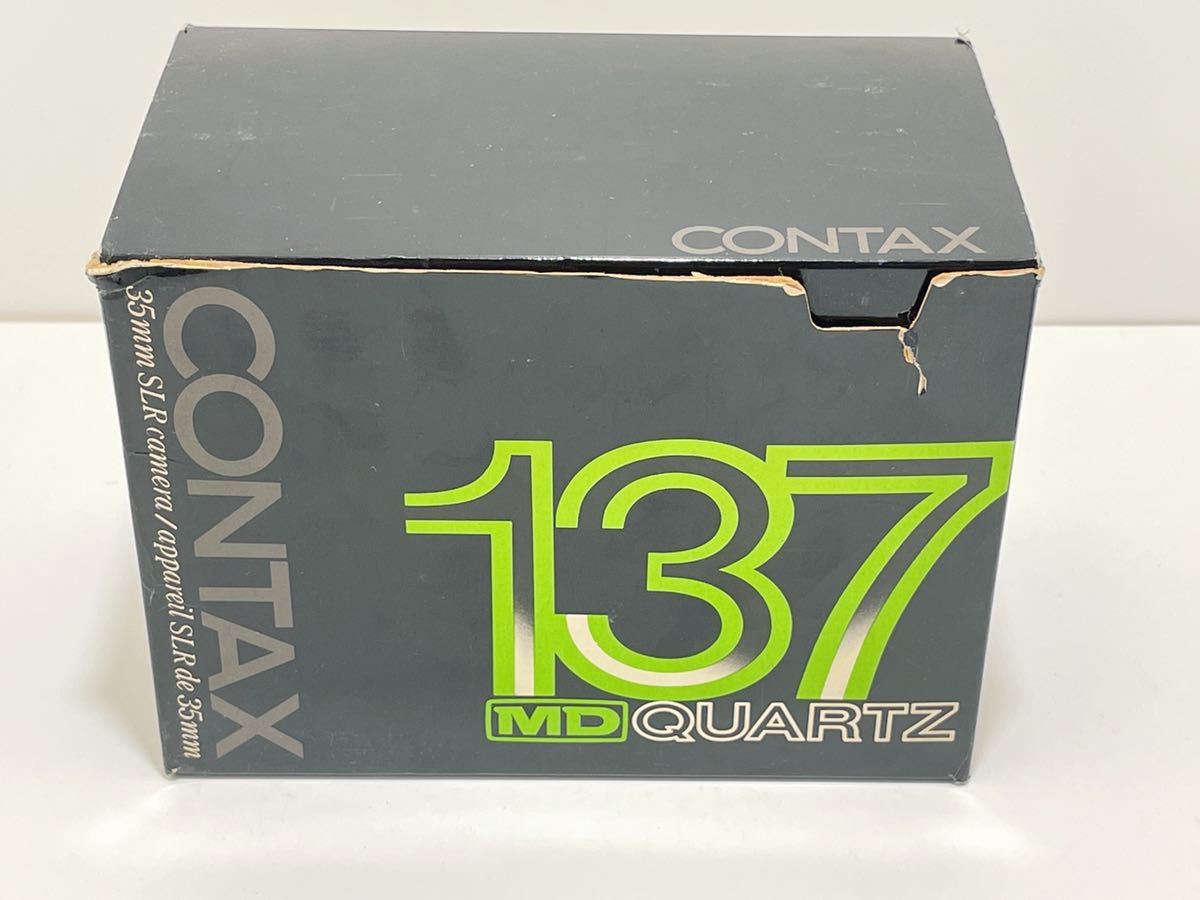 CONTAX
CONTAX
35mm SLR camera / appareil SLR de 35mm
137
MD QUARTZ